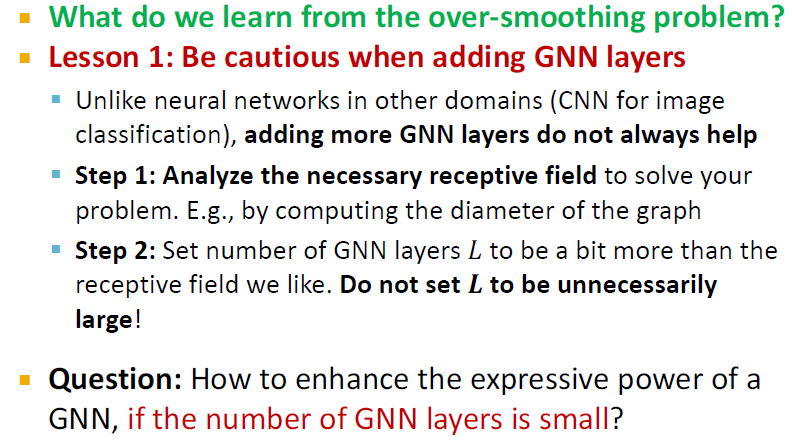 What do we learn from the over-smoothing problem?
Lesson 1: Be cautious when adding GNN layers
Unlike neural networks in other domains (CNN for image
classification), adding more GNN layers do not always help
Step 1: Analyze the necessary receptive field to solve your
problem. E.g., by computing the diameter of the graph
Step 2: Set number of GNN layers L to be a bit more than the
receptive field we like. Do not set L to be unnecessarily
large!
Question: How to enhance the expressive power of a
GNN, if the number of GNN layers is small?